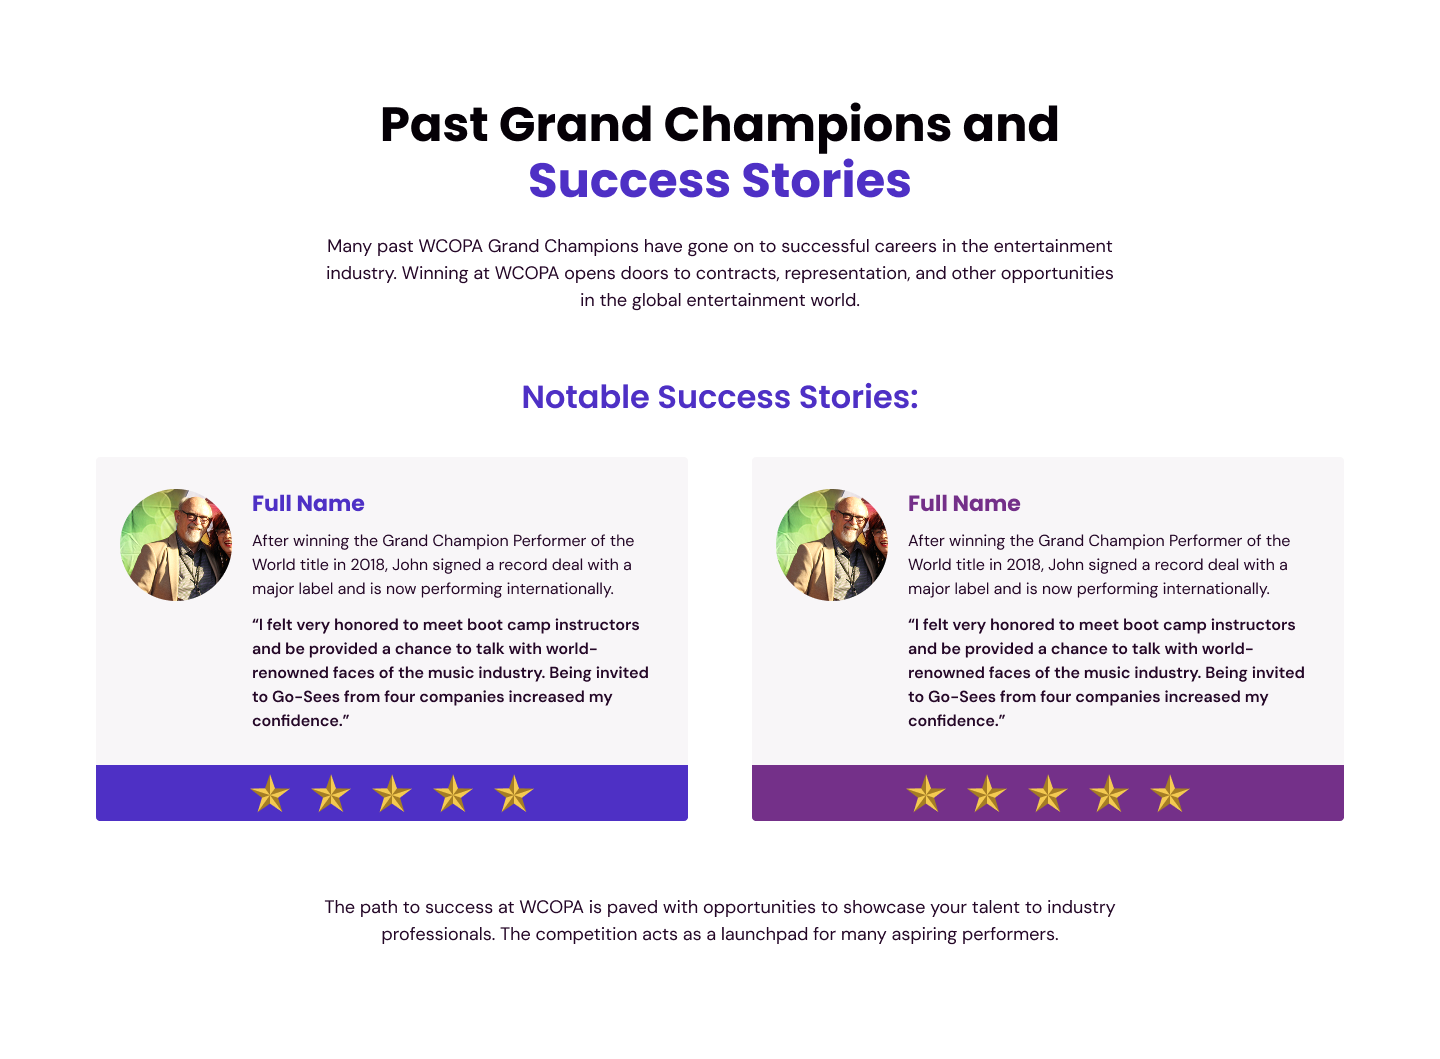 Past Grand Champions and
Success Stories
Many past WCOPA Grand Champions have gone on to successful careers in the entertainment
industry. Winning at WCOPA opens doors to contracts, representation, and other opportunities
in the global entertainment world.
Notable Success Stories:
Full Name
After winning the Grand Champion Performer of the
World title in 2018, John signed a record deal with a
major label and is now performing internationally.
“I felt very honored to meet boot camp instructors
and be provided a chance to talk with world-
renowned faces of the music industry. Being invited
to Go-Sees from four companies increased my
confidence.”
Full Name
After winning the Grand Champion Performer of the
World title in 2018, John signed a record deal with a
major label and is now performing internationally.
“I felt very honored to meet boot camp instructors
and be provided a chance to talk with world-
renowned faces of the music industry. Being invited
to Go-Sees from four companies increased my
confidence.”
The path to success at WCOPA is paved with opportunities to showcase your talent to industry
professionals. The competition acts as a launchpad for many aspiring performers.